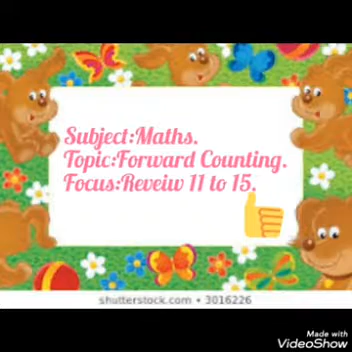 Subject:Maths.
Topic:Forward Counting.
Focus:Reveiw 11 to 15.
shutterstock.com • 3016226
Made with
VideoShow